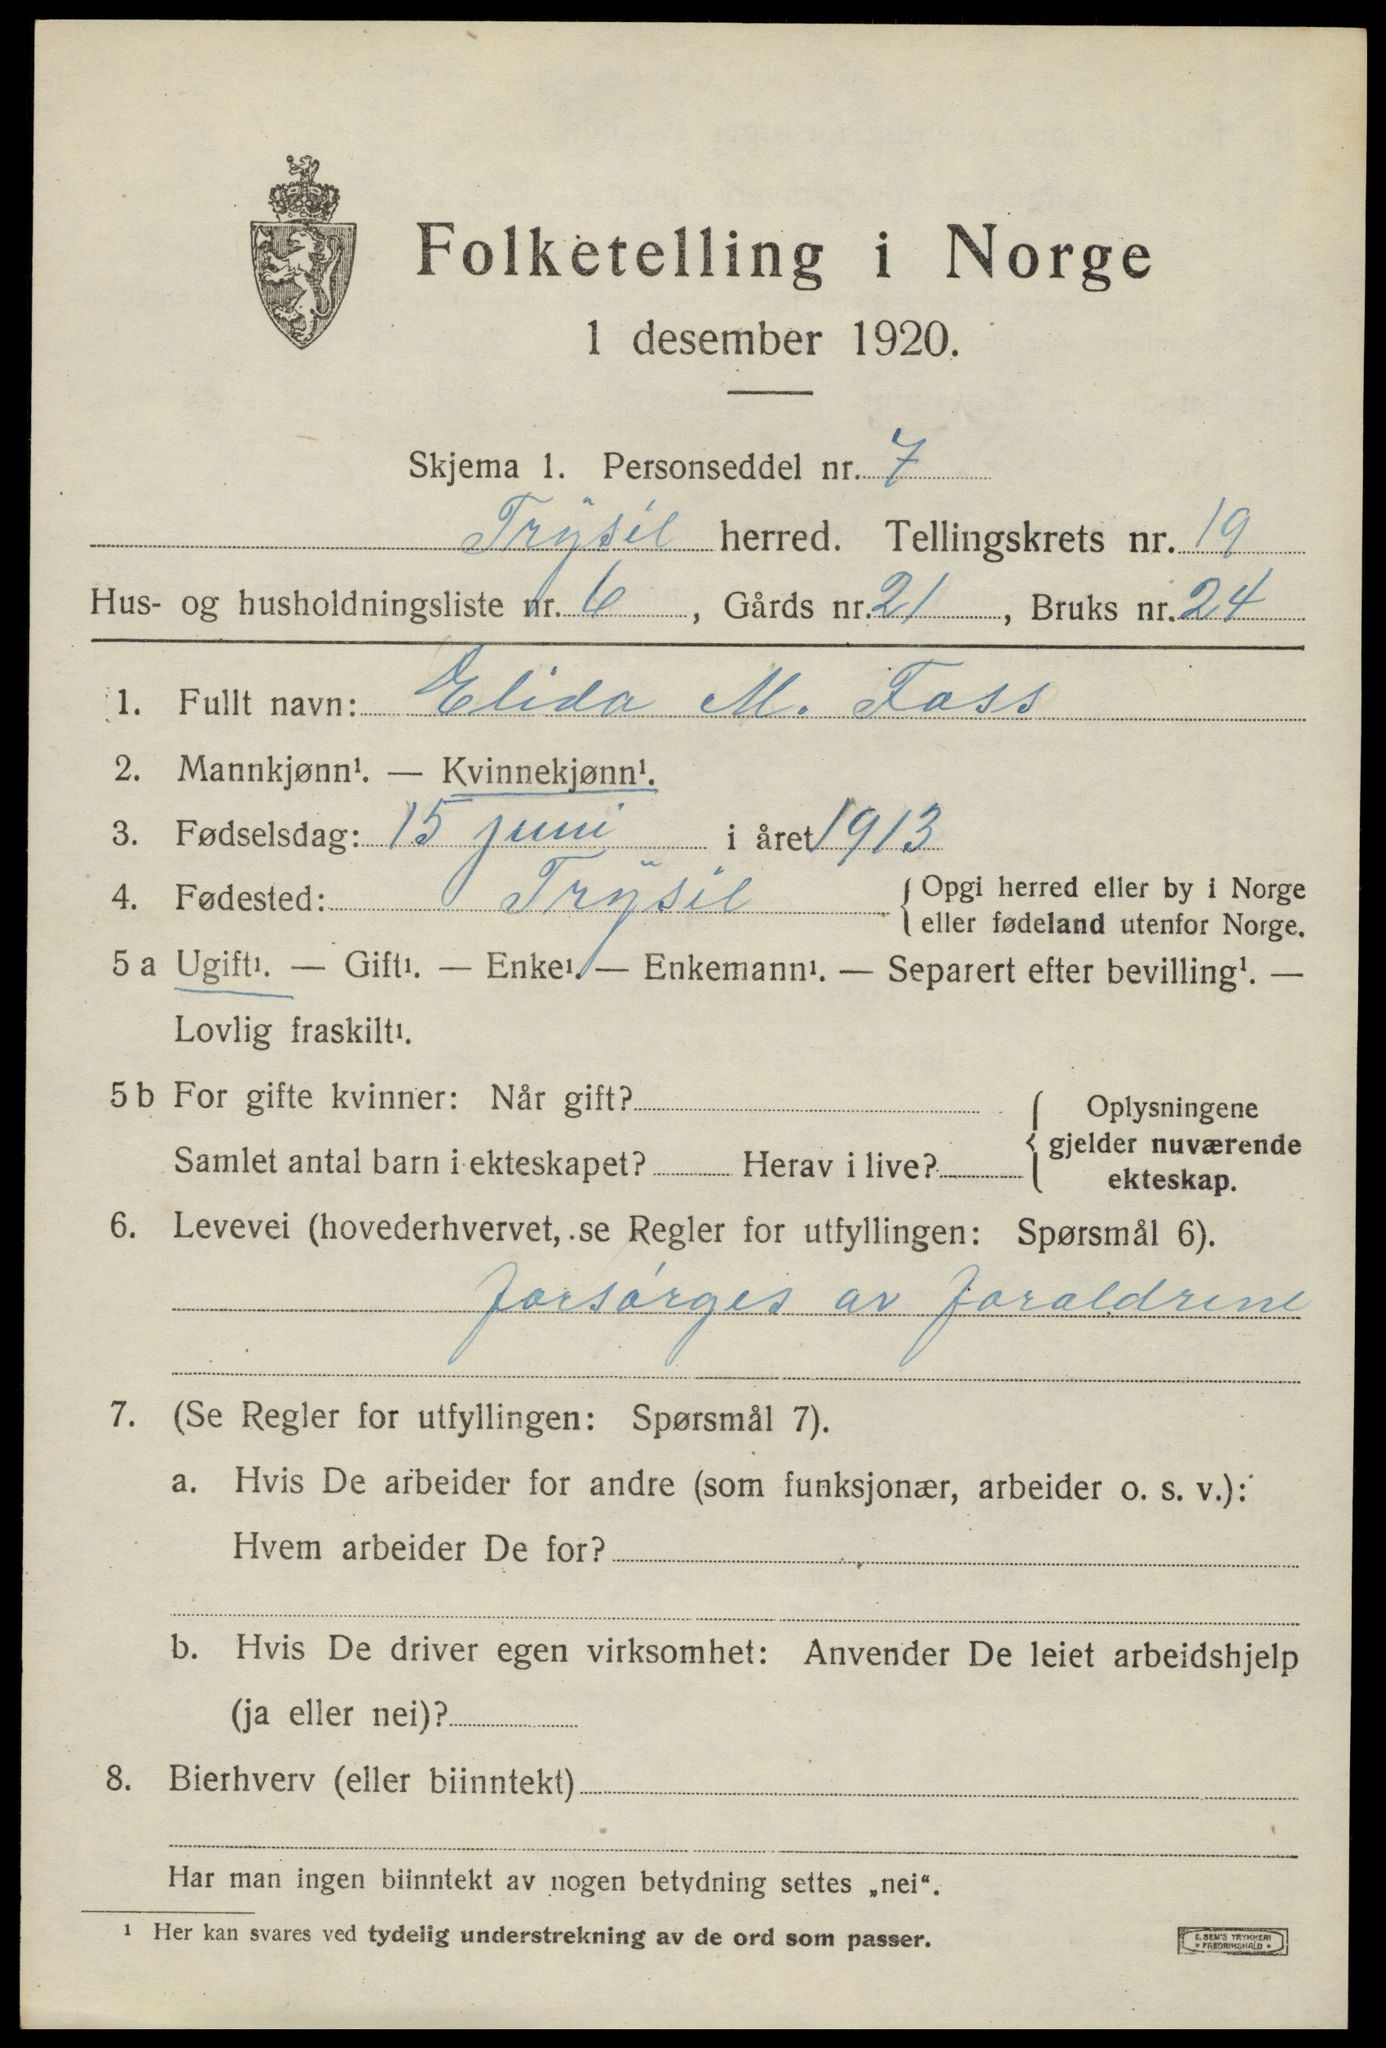 Folketelling i Norge
1 desember 1920.
Skjema 1. Personseddel nr. 7
Trÿsil herred. Tellingskrets nr. 19
Hus- og husholdningsliste nr. 6, Gårds nr. 21, Bruks nr. 24
1. Fullt navn: Elida M. Foss
2. Mannkjønn¹. — Kvinnekjønn¹.
3. Fødselsdag: 15 juni i året 1913
4. Fødested: Trÿsil { Opgi herred eller by i Norge
eller fødeland utenfor Norge.
5 a Ugift¹. — Gift¹. — Enke¹. — Enkemann¹. — Separert efter bevilling¹. —
Lovlig fraskilt¹.
5 b For gifte kvinner: Når gift?
Samlet antal barn i ekteskapet? Herav i live?
{ Oplysningene
gjelder nuværende
ekteskap.
6. Levevei (hovederhvervet, se Regler for utfyllingen: Spørsmål 6).
forsørges av foraldrene
7. (Se Regler for utfyllingen: Spørsmål 7).
a. Hvis De arbeider for andre (som funksjonær, arbeider o. s. v.):
Hvem arbeider De for?
b. Hvis De driver egen virksomhet: Anvender De leiet arbeidshjelp
(ja eller nei)?
8. Bierhverv (eller biinntekt)
Har man ingen biinntekt av nogen betydning settes „nei“.
¹ Her kan svares ved tydelig understrekning av de ord som passer.
E. SEM'S TRYKKERI
• FREDRIKSHALD •